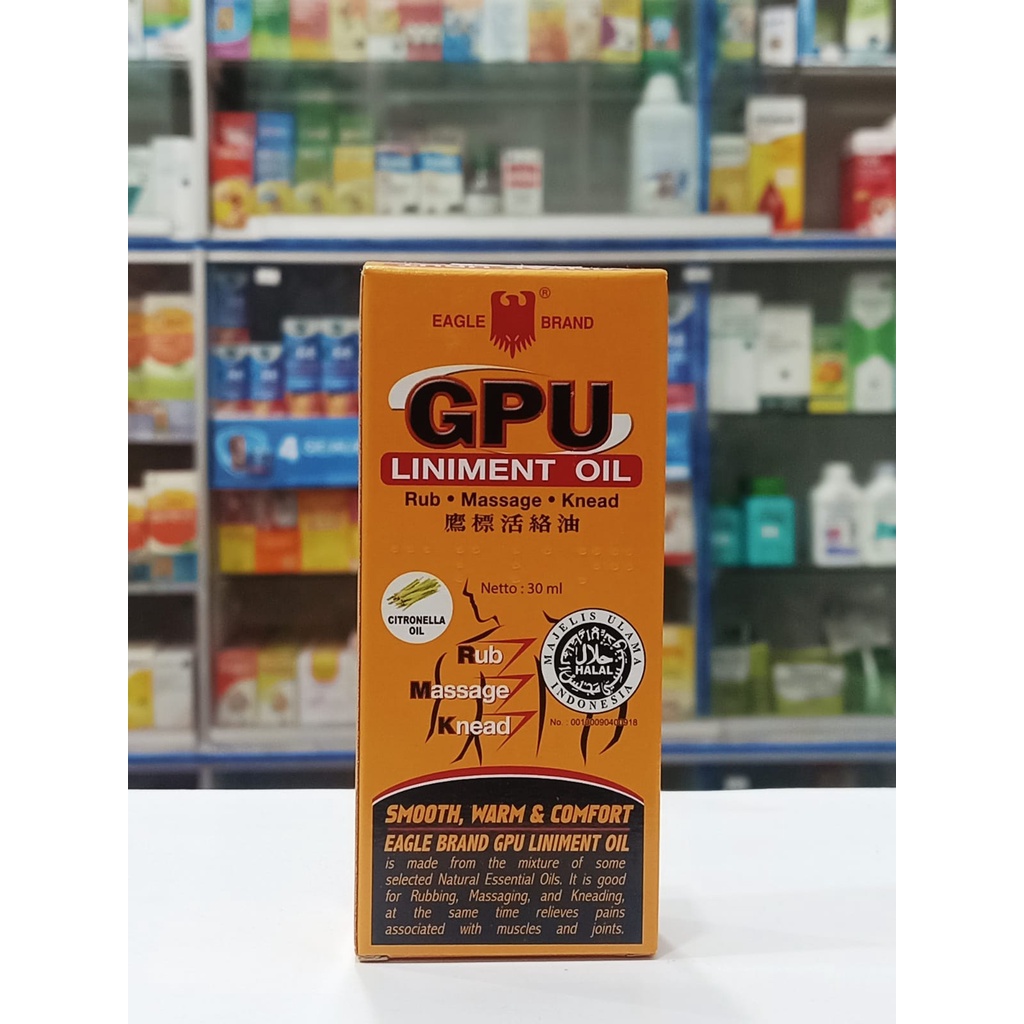 EAGLE BRAND ®
GPU
LINIMENT OIL
Rub • Massage • Knead
鷹標活絡油
Netto : 30 ml
CITRONELLA
OIL
Rub
Massage
Knead
MAJELIS ULAMA
حلال
HALAL
INDONESIA
SMOOTH, WARM & COMFORT
EAGLE BRAND GPU LINIMENT OIL
is made from the mixture of some
selected Natural Essential Oils. It is good
for Rubbing, Massaging, and Kneading,
at the same time relieves pains
associated with muscles and joints.
4